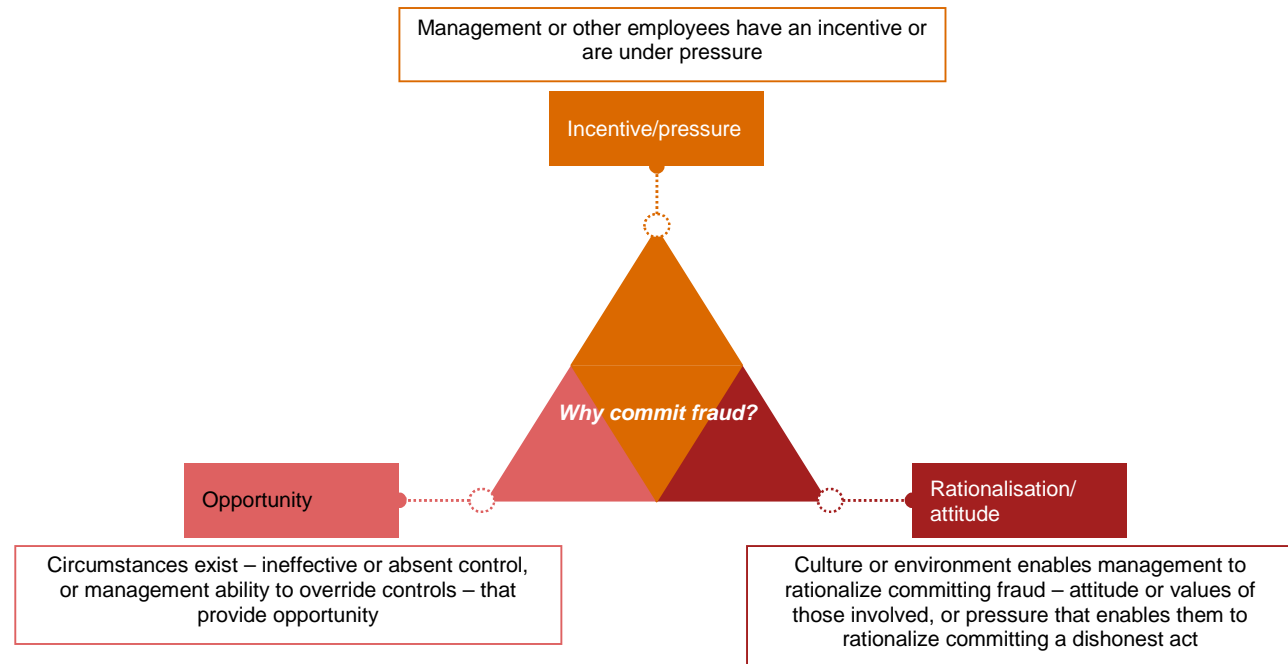 Management or other employees have an incentive or
are under pressure
Incentive/pressure
Why commit fraud?
Opportunity
Circumstances exist – ineffective or absent control,
or management ability to override controls – that
provide opportunity
Rationalisation/
attitude
Culture or environment enables management to
rationalize committing fraud – attitude or values of
those involved, or pressure that enables them to
rationalize committing a dishonest act